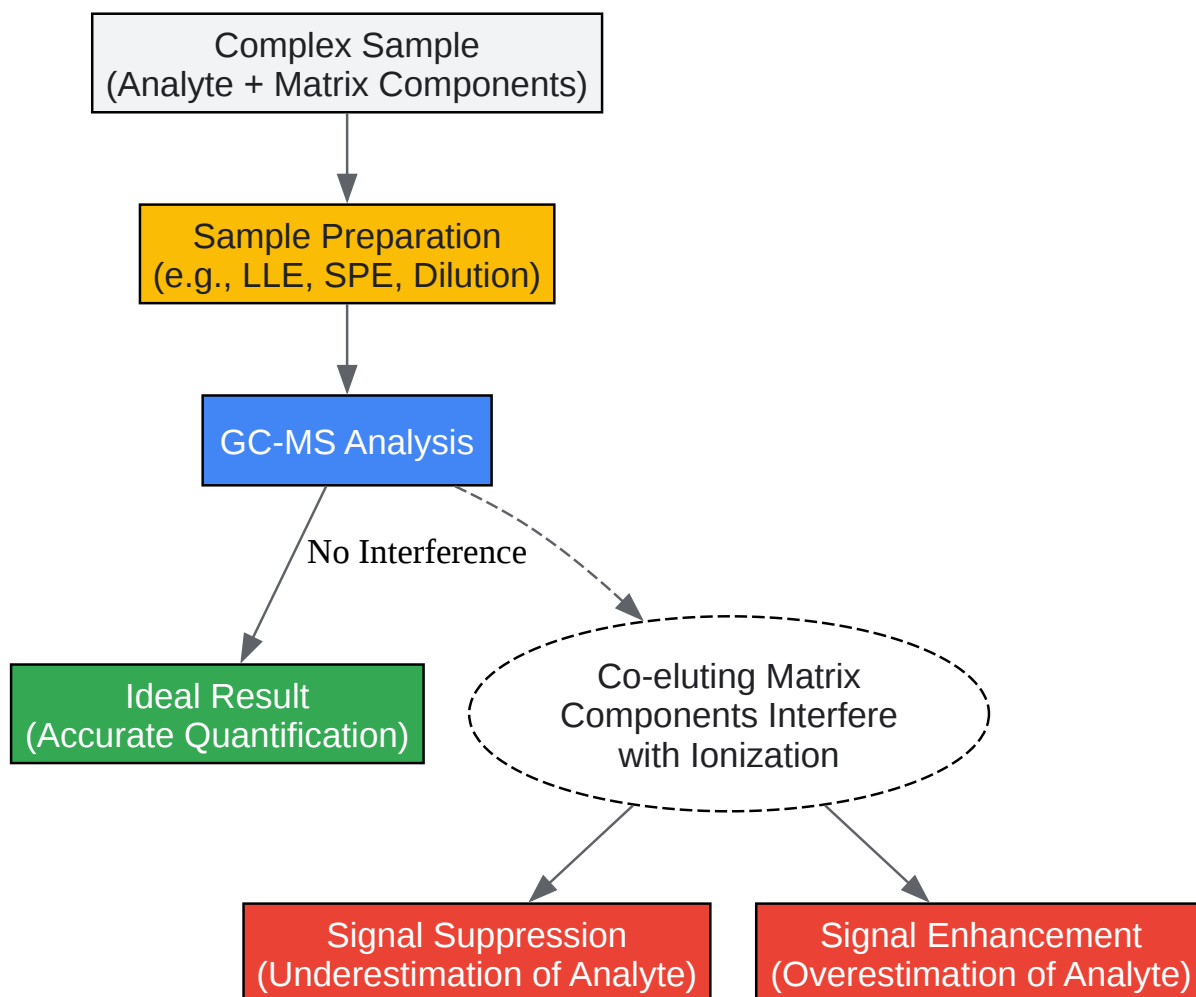 Complex Sample
(Analyte + Matrix Components)
Sample Preparation
(e.g., LLE, SPE, Dilution)
GC-MS Analysis
No Interference
Ideal Result
(Accurate Quantification)
Co-eluting Matrix
Components Interfere
with Ionization
Signal Suppression
(Underestimation of Analyte)
Signal Enhancement
(Overestimation of Analyte)